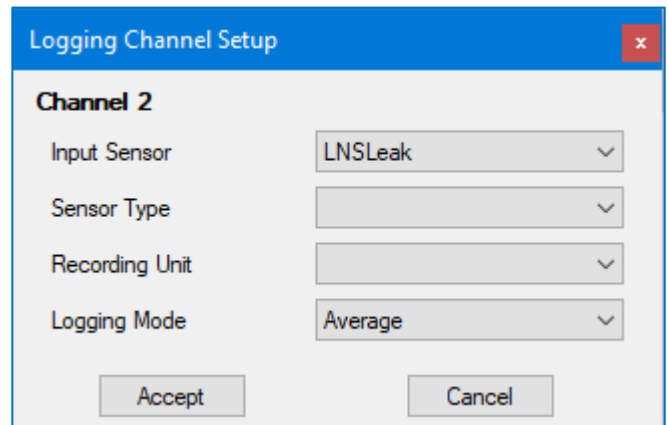 Logging Channel Setup
x
Channel 2
Input Sensor LNSLeak
Sensor Type
Recording Unit
Logging Mode Average
Accept Cancel